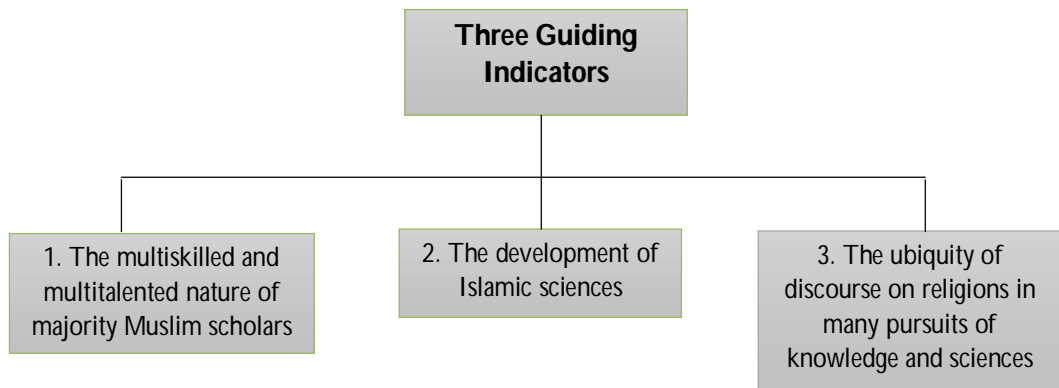 Three Guiding
Indicators
1. The multiskilled and
multitalented nature of
majority Muslim scholars
2. The development of
Islamic sciences
3. The ubiquity of
discourse on religions in
many pursuits of
knowledge and sciences